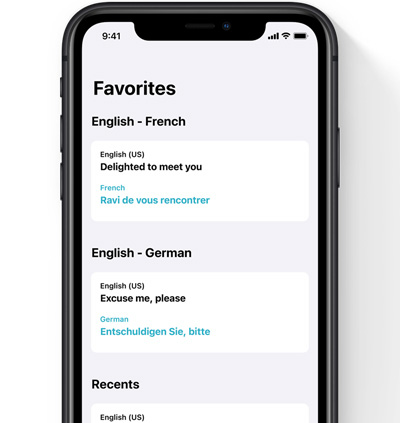 9:41
Favorites
English - French
English (US)
Delighted to meet you
French
Ravi de vous rencontrer
English - German
English (US)
Excuse me, please
German
Entschuldigen Sie, bitte
Recents
English (US)